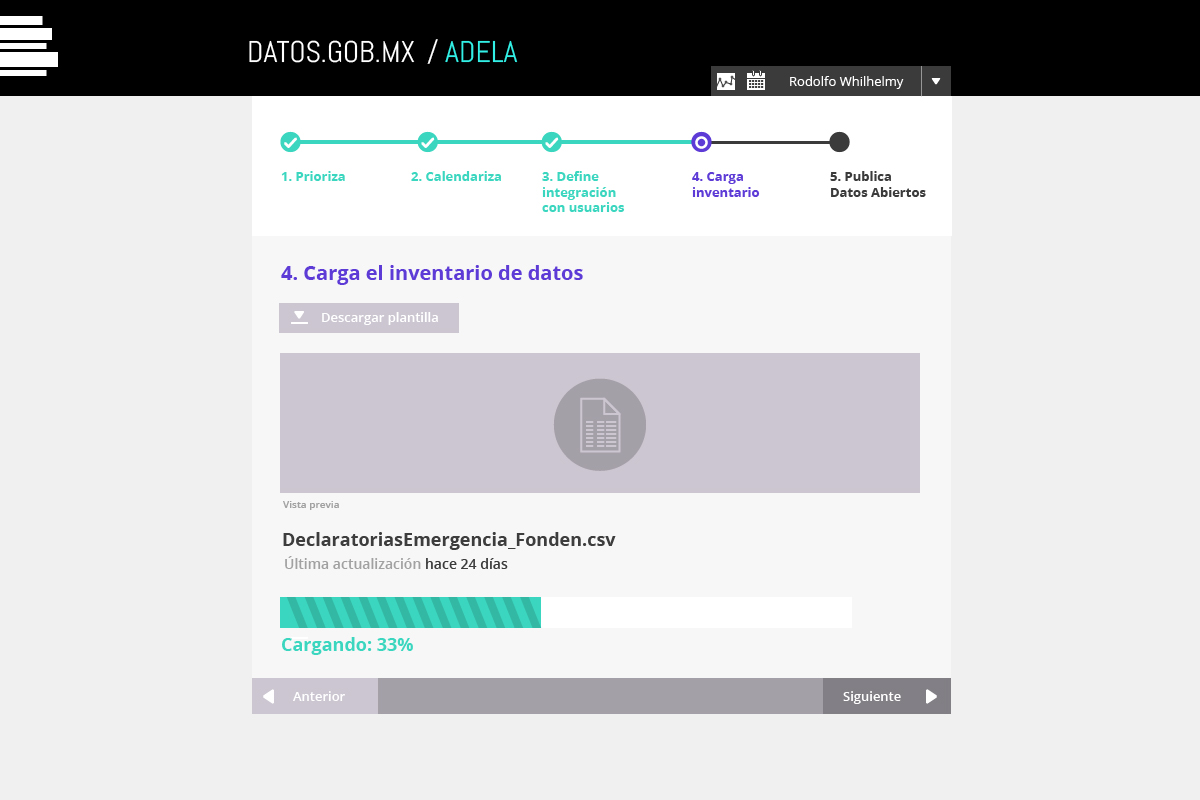 DATOS.GOB.MX / ADELA
Rodolfo Whilhelmy
1. Prioriza
2. Calendariza
3. Define
integración
con usuarios
4. Carga
inventario
5. Publica
Datos Abiertos
4. Carga el inventario de datos
Descargar plantilla
Vista previa
DeclaratoriasEmergencia_Fonden.csv
Última actualización hace 24 días
Cargando: 33%
Anterior
Siguiente